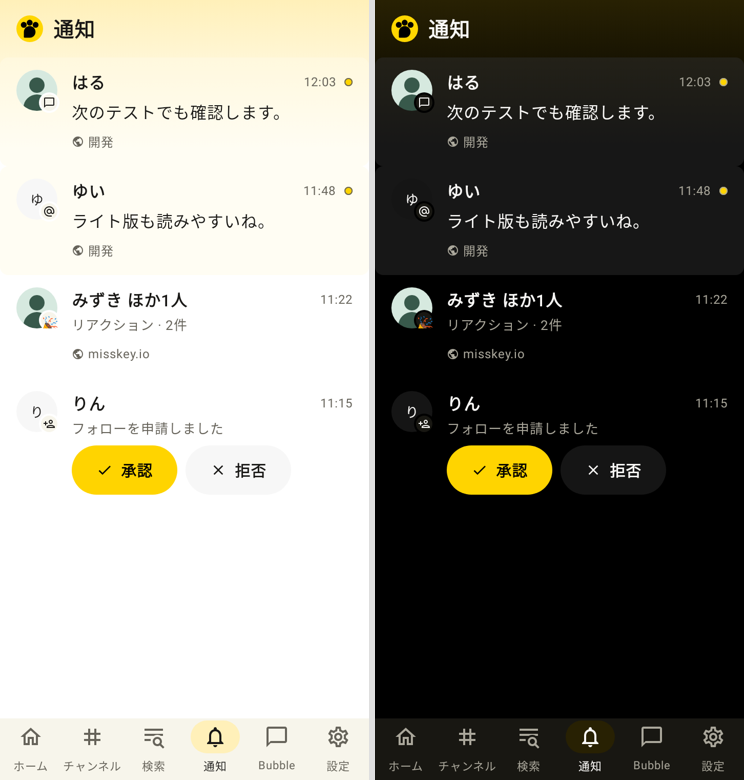 通知
はる 12:03
次のテストでも確認します。
開発
ゆ ゆい 11:48
@
ライト版も読みやすいね。
開発
みずき ほか1人 11:22
リアクション · 2件
misskey.io
り りん 11:15
フォローを申請しました
承認 拒否
ホーム チャンネル 検索 通知 Bubble 設定
通知
はる 12:03
次のテストでも確認します。
開発
ゆ ゆい 11:48
@
ライト版も読みやすいね。
開発
みずき ほか1人 11:22
リアクション · 2件
misskey.io
り りん 11:15
フォローを申請しました
承認 拒否
ホーム チャンネル 検索 通知 Bubble 設定